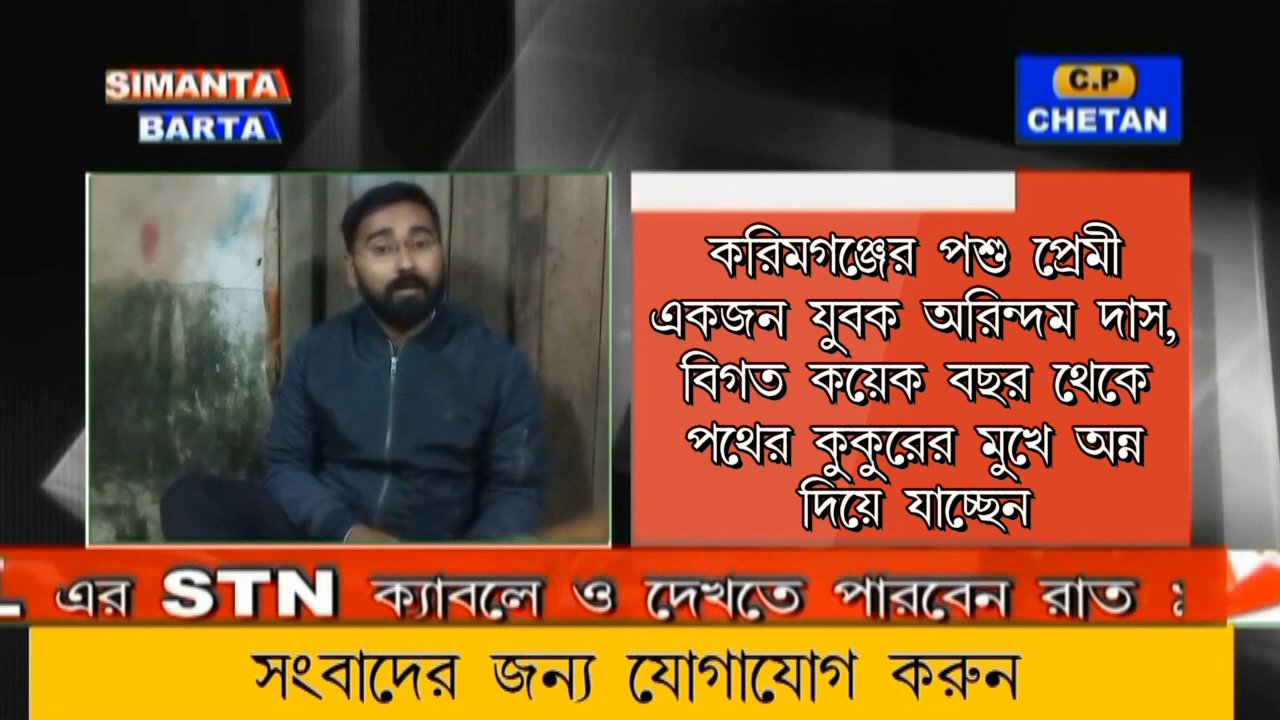 SIMANTA
BARTA
C.P
CHETAN
করিমগঞ্জের পশু প্রেমী
একজন যুবক অরিন্দম দাস,
বিগত কয়েক বছর থেকে
পথের কুকুরের মুখে অন্ন
দিয়ে যাচ্ছেন
এর STN ক্যাবলে ও দেখতে পারবেন রাত
সংবাদের জন্য যোগাযোগ করুন